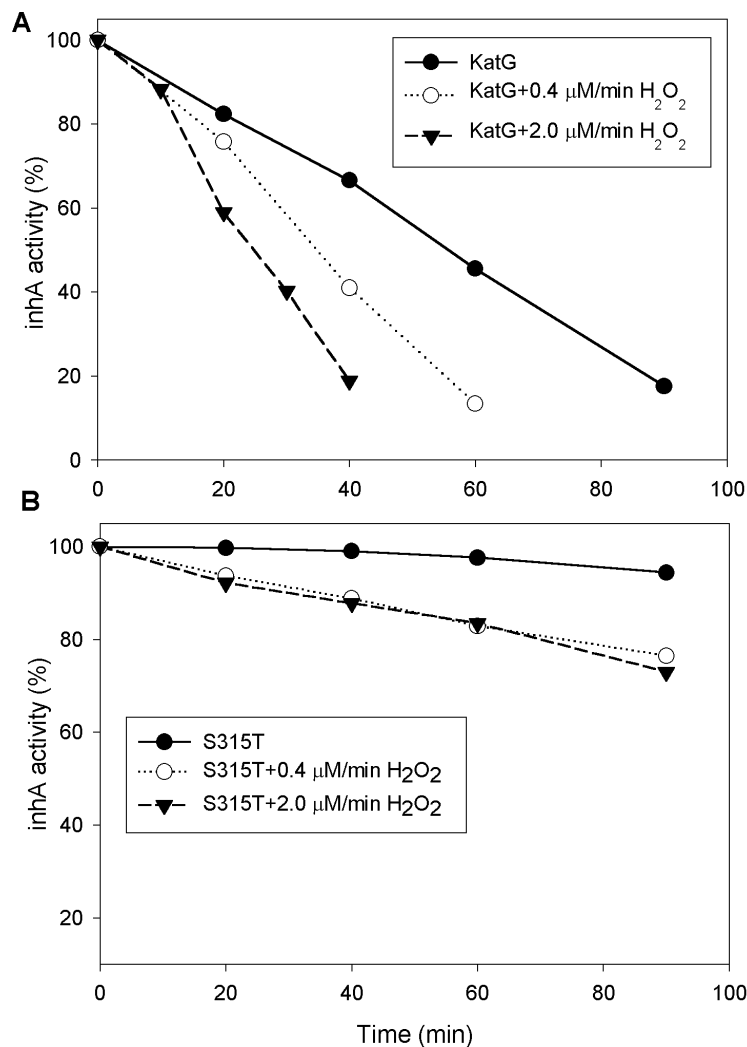 A
100
80
60
40
20
0
inhA activity (%)
KatG
KatG+0.4 μM/min H₂O₂
KatG+2.0 μM/min H₂O₂
0 20 40 60 80 100
B
100
80
60
40
20
inhA activity (%)
S315T
S315T+0.4 μM/min H₂O₂
S315T+2.0 μM/min H₂O₂
0 20 40 60 80 100
Time (min)